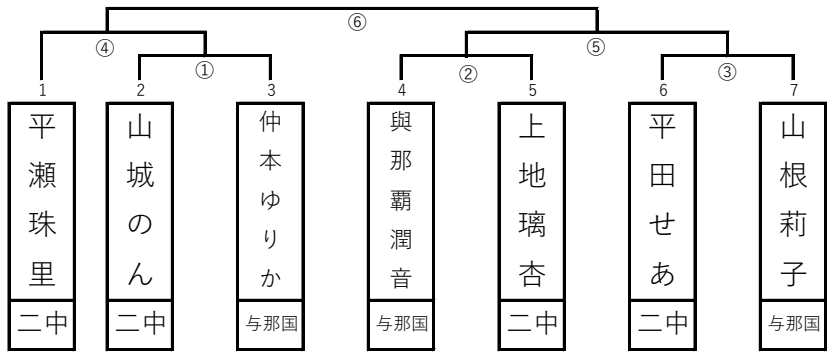 ⑥
④
⑤
①
②
③
1
2
3
4
5
6
7
平瀬珠里
山城のん
仲本ゆりか
與那覇潤音
上地璃杏
平田せあ
山根莉子
二中
二中
与那国
与那国
二中
二中
与那国